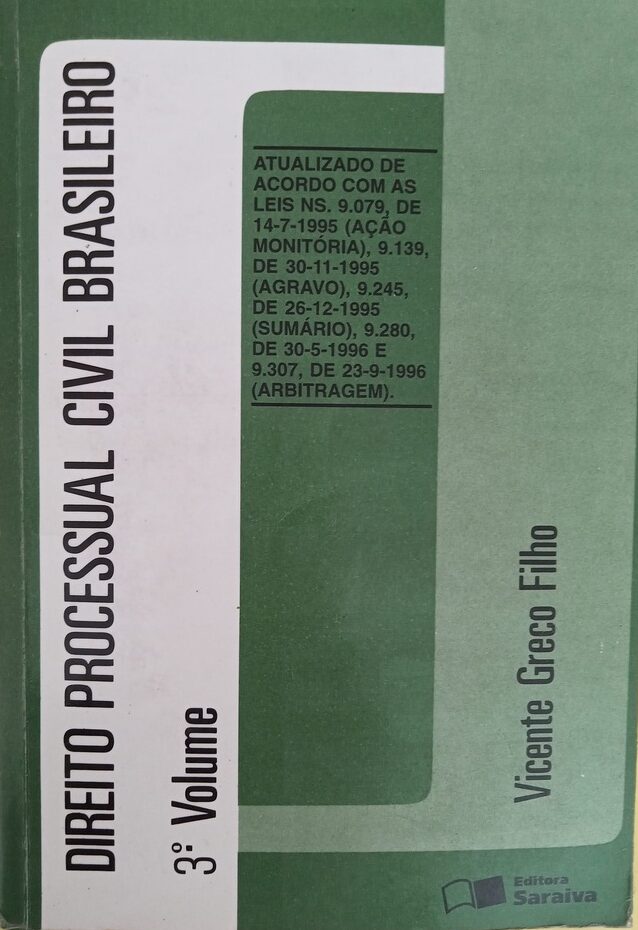 DIREITO PROCESSUAL CIVIL BRASILEIRO
3º Volume
ATUALIZADO DE
ACORDO COM AS
LEIS NS. 9.079, DE
14-7-1995 (AÇÃO
MONITÓRIA), 9.139,
DE 30-11-1995
(AGRAVO), 9.245,
DE 26-12-1995
(SUMÁRIO), 9.280,
DE 30-5-1996 E
9.307, DE 23-9-1996
(ARBITRAGEM).
Vicente Greco Filho
Editora
Saraiva